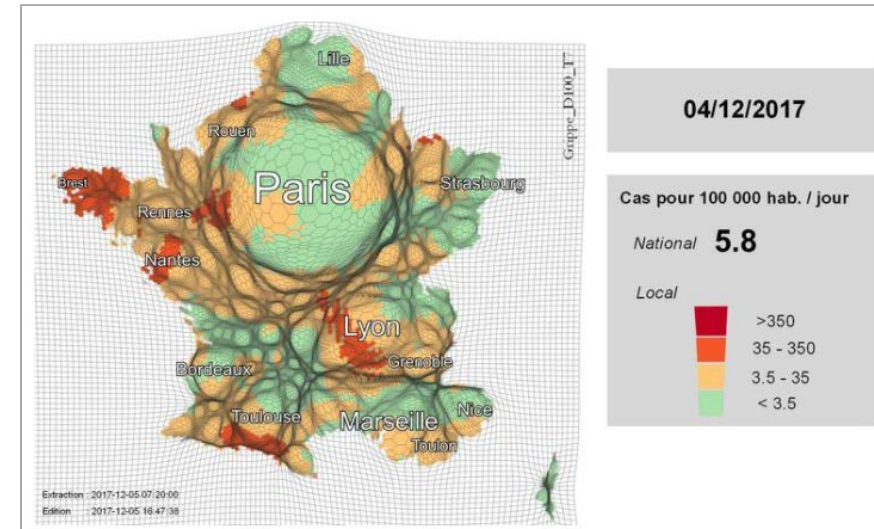 Lille
Rouen
Paris
Brest
Strasbourg
Rennes
Nantes
Lyon
Grenoble
Bordeaux
Toulouse
Marseille
Nice
Toulon
Grippe_D100_T7
Extraction : 2017-12-05 07:20:00
Edition : 2017-12-05 16:47:38
04/12/2017
Cas pour 100 000 hab. / jour
National 5.8
Local
>350
35 - 350
3.5 - 35
< 3.5